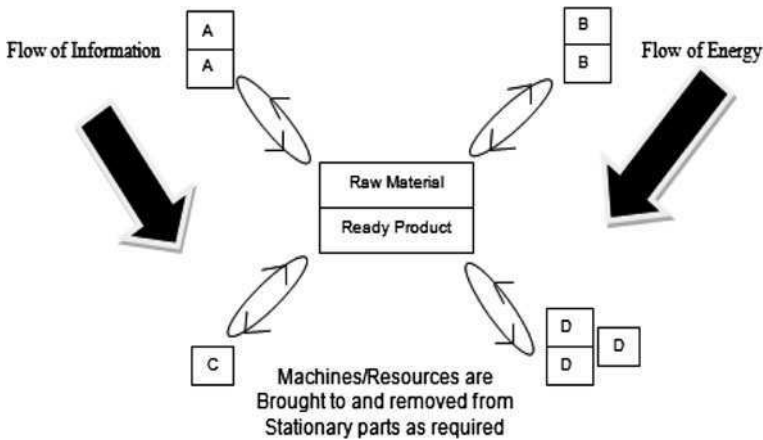 Flow of Information
A
A
B
B
Flow of Energy
Raw Material
Ready Product
C
D
D
D
Machines/Resources are
Brought to and removed from
Stationary parts as required